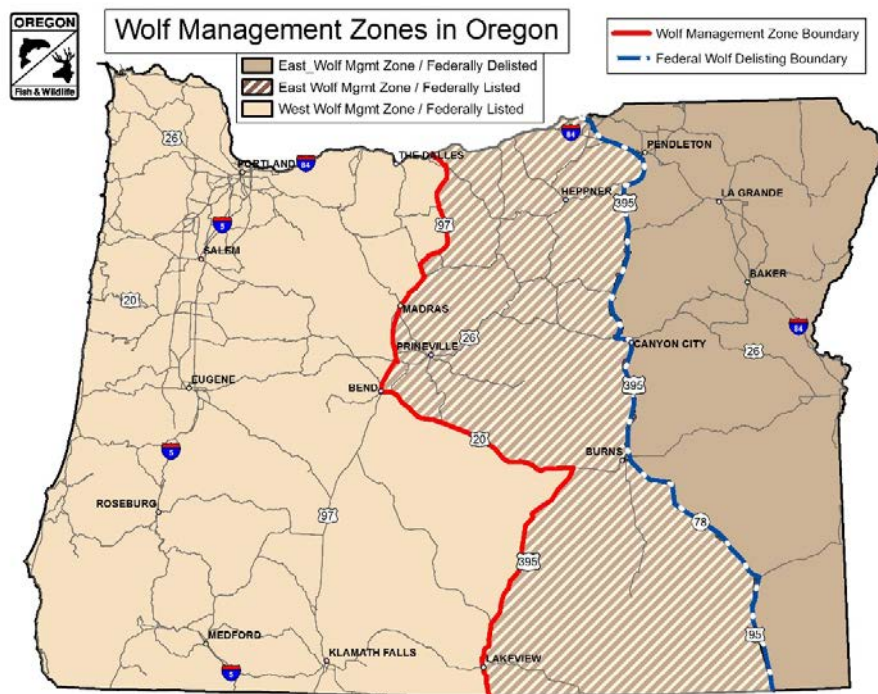 OREGON
Fish & Wildlife
Wolf Management Zones in Oregon
East_Wolf Mgmt Zone / Federally Delisted
East Wolf Mgmt Zone / Federally Listed
West Wolf Mgmt Zone / Federally Listed
Wolf Management Zone Boundary
Federal Wolf Delisting Boundary
26
PORTLAND
84
THE DALLES
84
PENDLETON
HEPPNER
395
LA GRANDE
5
97
SALEM
BAKER
20
MADRAS
84
PRINEVILLE
26
CANYON CITY
26
EUGENE
BEND
395
20
5
BURNS
ROSEBURG
97
78
395
MEDFORD
95
5
KLAMATH FALLS
LAKEVIEW